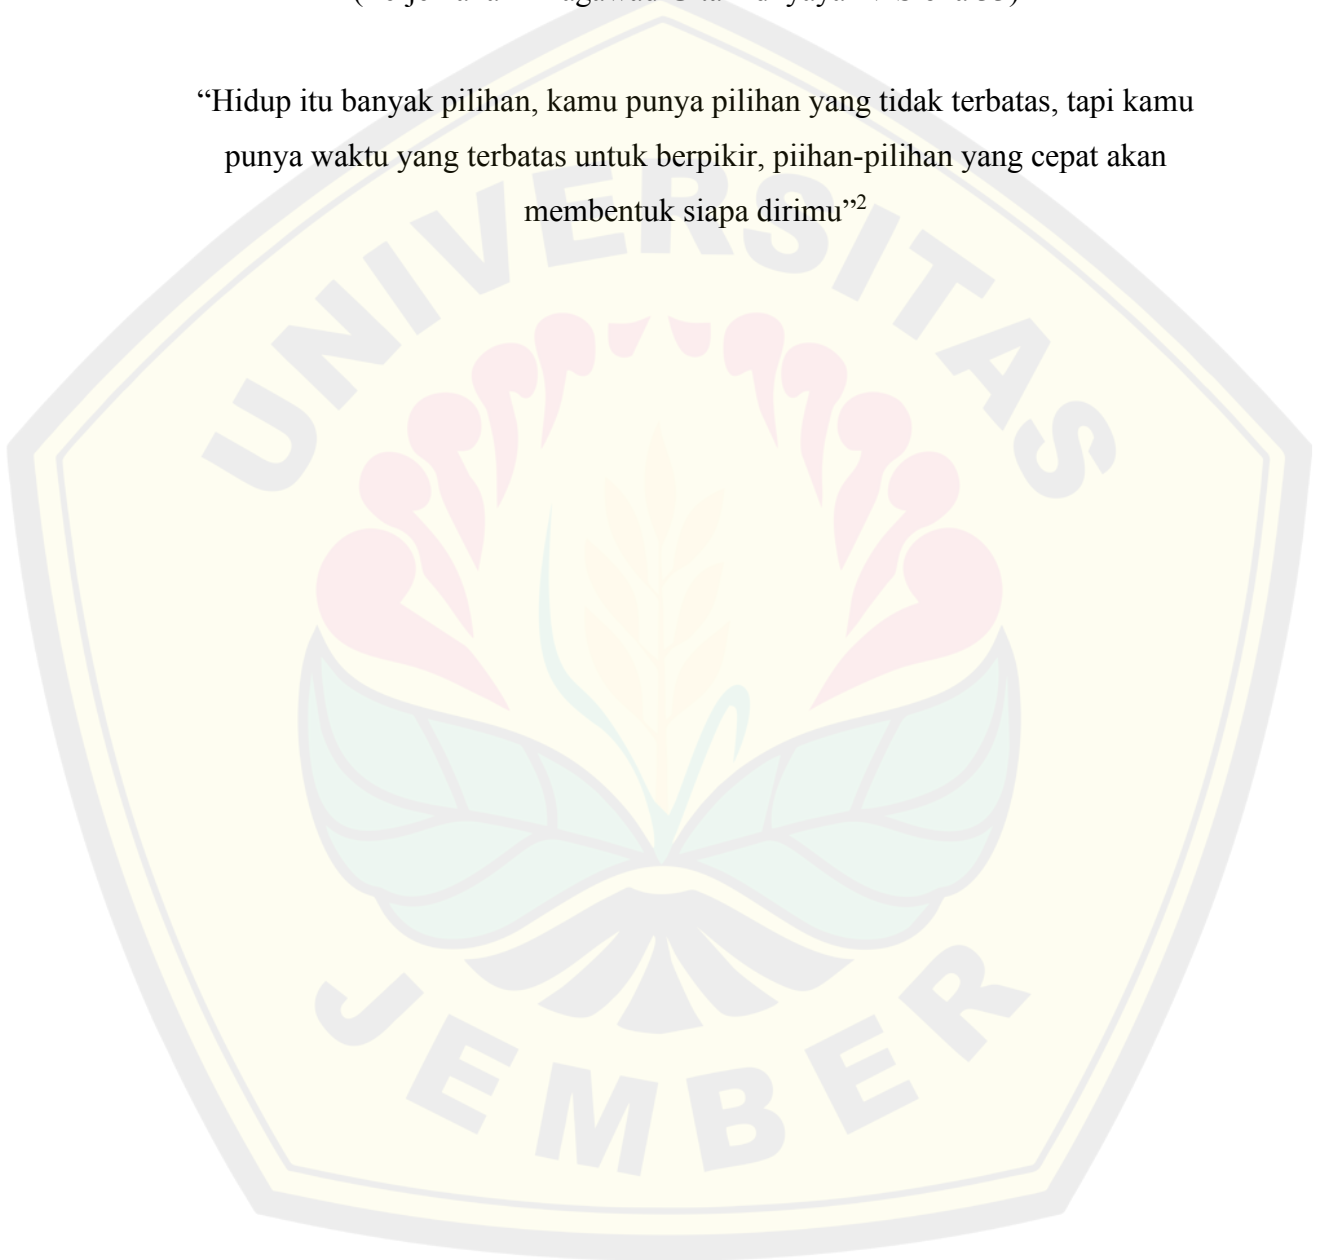 “Hidup itu banyak pilihan, kamu punya pilihan yang tidak terbatas, tapi kamu
punya waktu yang terbatas untuk berpikir, piihan-pilihan yang cepat akan
membentuk siapa dirimu”2
UNIVERSITAS
JEMBER